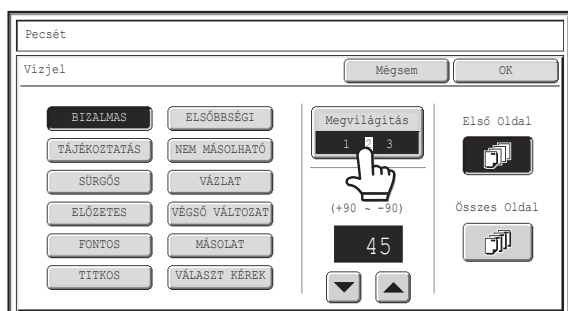 Pecsét
Vízjel
Mégsem
OK
BIZALMAS
ELSŐBBSÉGI
TÁJÉKOZTATÁS
NEM MÁSOLHATÓ
SÜRGŐS
VÁZLAT
ELŐZETES
VÉGSŐ VÁLTOZAT
FONTOS
MÁSOLAT
TITKOS
VÁLASZT KÉREK
Megvilágítás
1 2 3
(+90 ~ -90)
45
Első Oldal
Összes Oldal